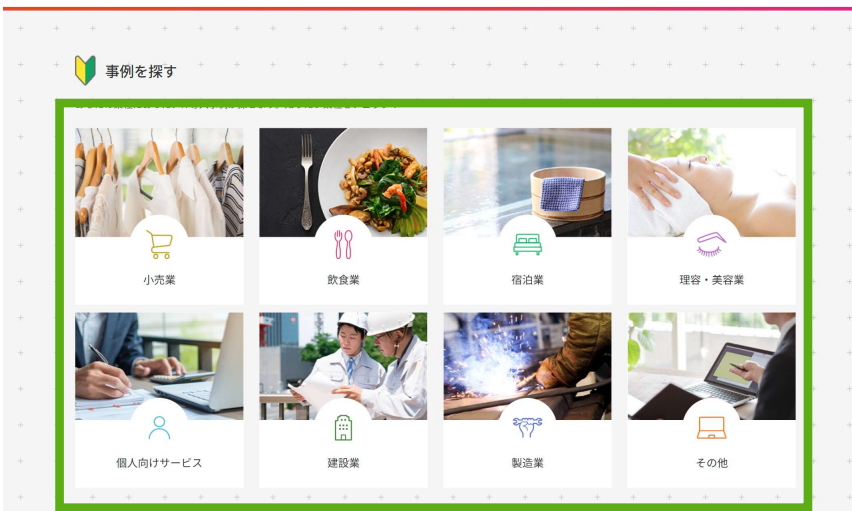 事例を探す
小売業
飲食業
宿泊業
理容・美容業
個人向けサービス
建設業
製造業
その他